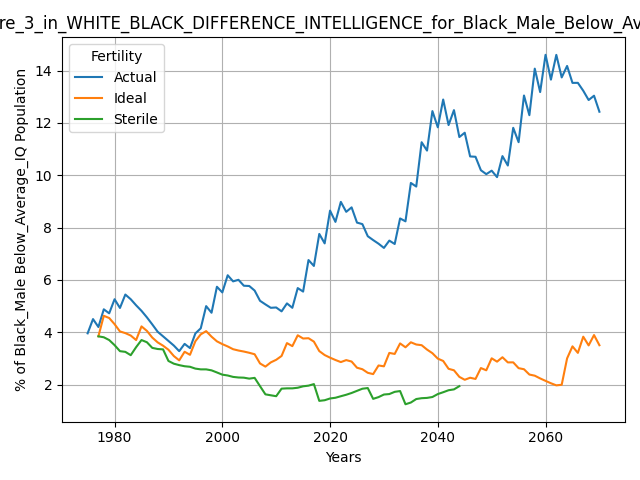 re_3_in_WHITE_BLACK_DIFFERENCE_INTELLIGENCE_for_Black_Male_Below_Av
Fertility
Actual
Ideal
Sterile
% of Black_Male Below_Average_IQ Population
14
12
10
8
6
4
2
1980 2000 2020 2040 2060
Years